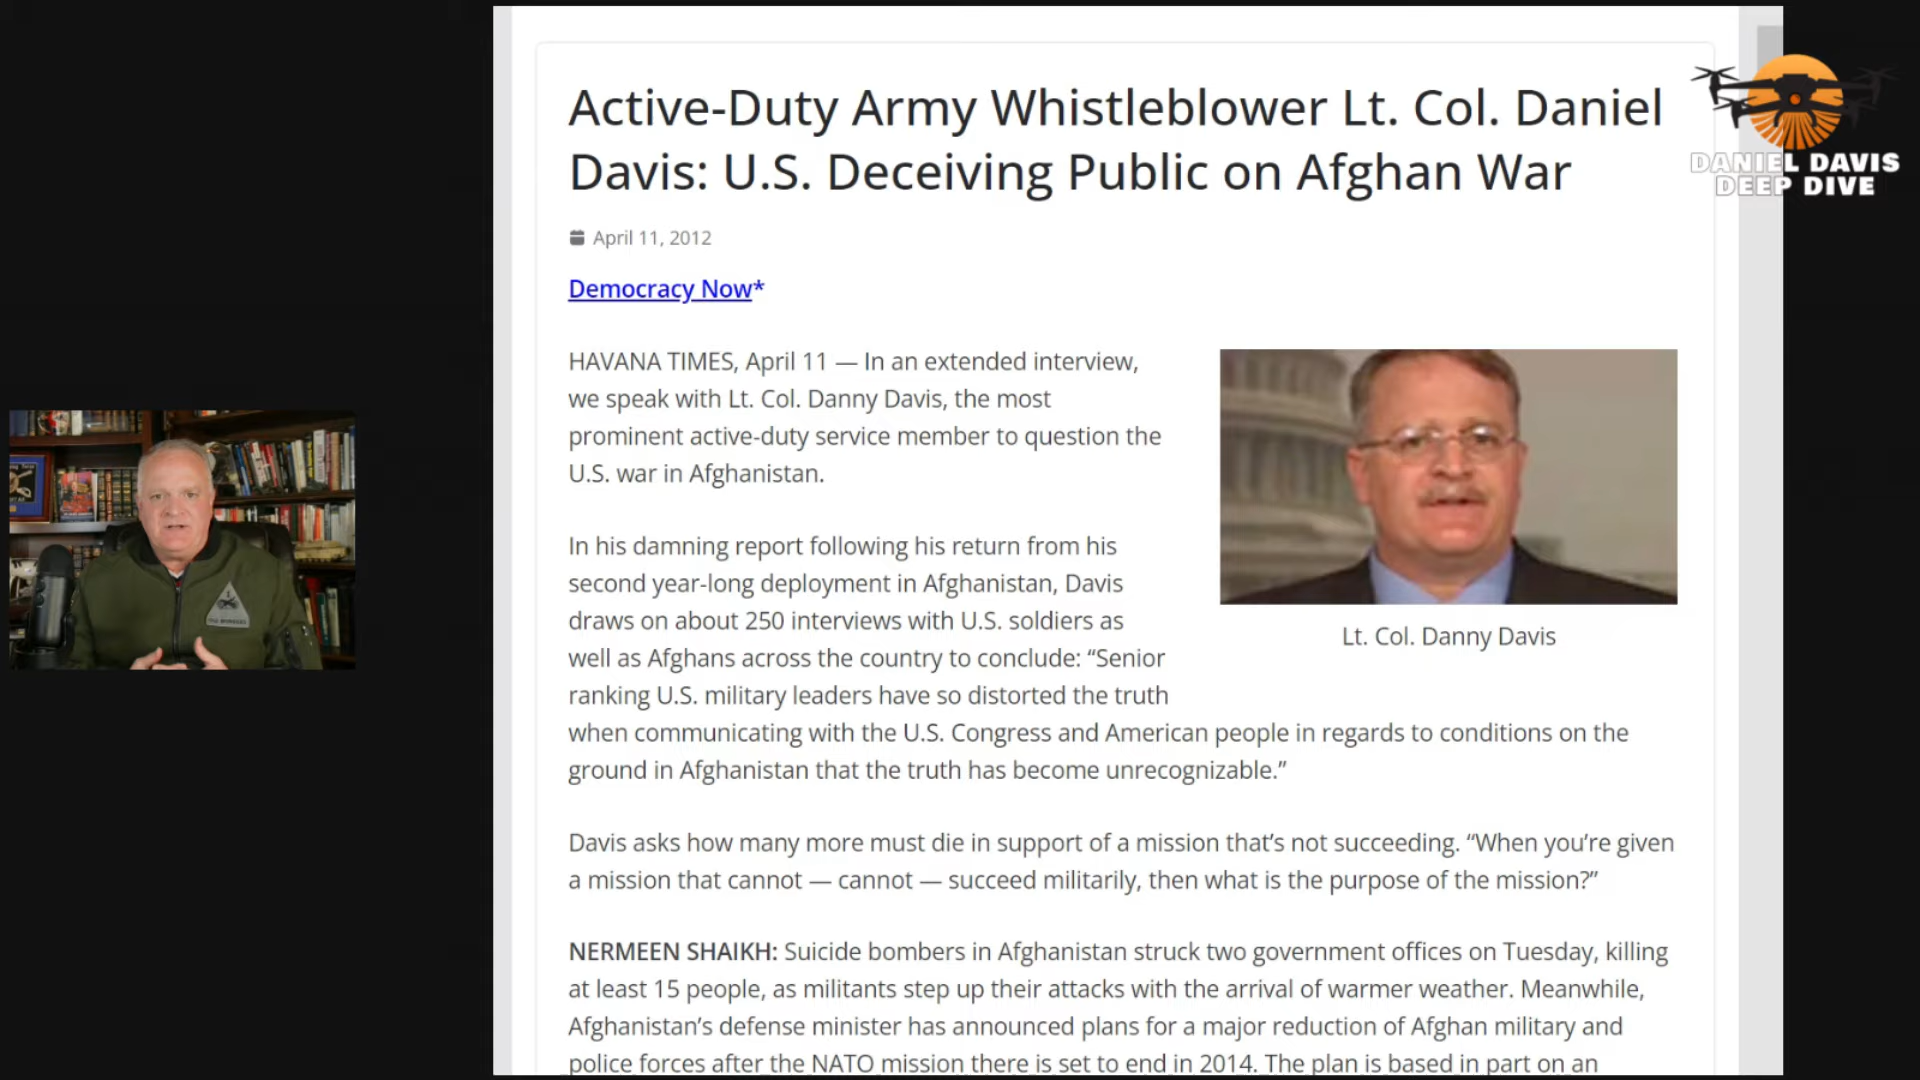 Active-Duty Army Whistleblower Lt. Col. Daniel
Davis: U.S. Deceiving Public on Afghan War
DANIEL DAVIS
DEEP DIVE
April 11, 2012
Democracy Now*
HAVANA TIMES, April 11 — In an extended interview,
we speak with Lt. Col. Danny Davis, the most
prominent active-duty service member to question the
U.S. war in Afghanistan.
Lt. Col. Danny Davis
In his damning report following his return from his
second year-long deployment in Afghanistan, Davis
draws on about 250 interviews with U.S. soldiers as
well as Afghans across the country to conclude: “Senior
ranking U.S. military leaders have so distorted the truth
when communicating with the U.S. Congress and American people in regards to conditions on the
ground in Afghanistan that the truth has become unrecognizable.”
Davis asks how many more must die in support of a mission that’s not succeeding. “When you’re given
a mission that cannot — cannot — succeed militarily, then what is the purpose of the mission?”
NERMEEN SHAIKH: Suicide bombers in Afghanistan struck two government offices on Tuesday, killing
at least 15 people, as militants step up their attacks with the arrival of warmer weather. Meanwhile,
Afghanistan’s defense minister has announced plans for a major reduction of Afghan military and
police forces after the NATO mission there is set to end in 2014. The plan is based in part on an